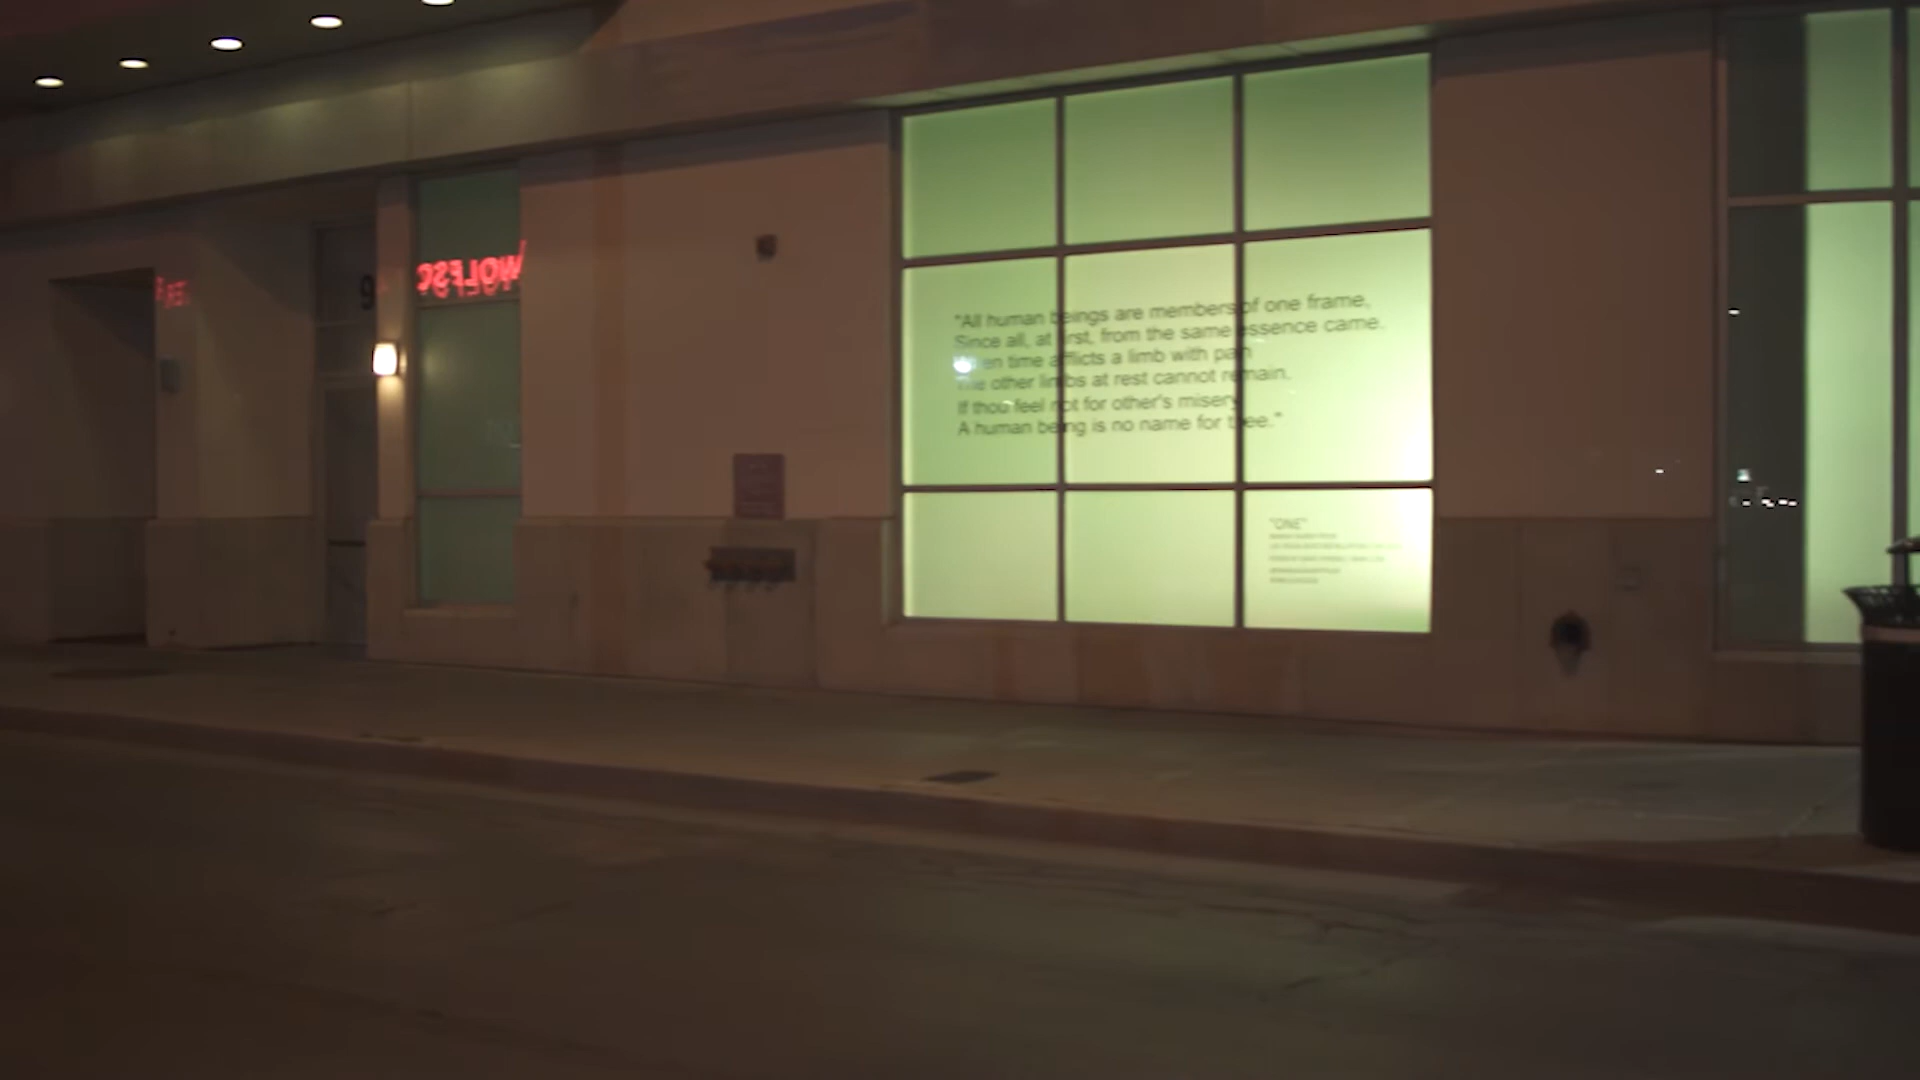 "All human beings are members of one frame,
Since all, at first, from the same essence came.
When time afflicts a limb with pain
The other limbs at rest cannot remain.
If thou feel not for other's misery
A human being is no name for thee."
"ONE"
WOLFSC
9